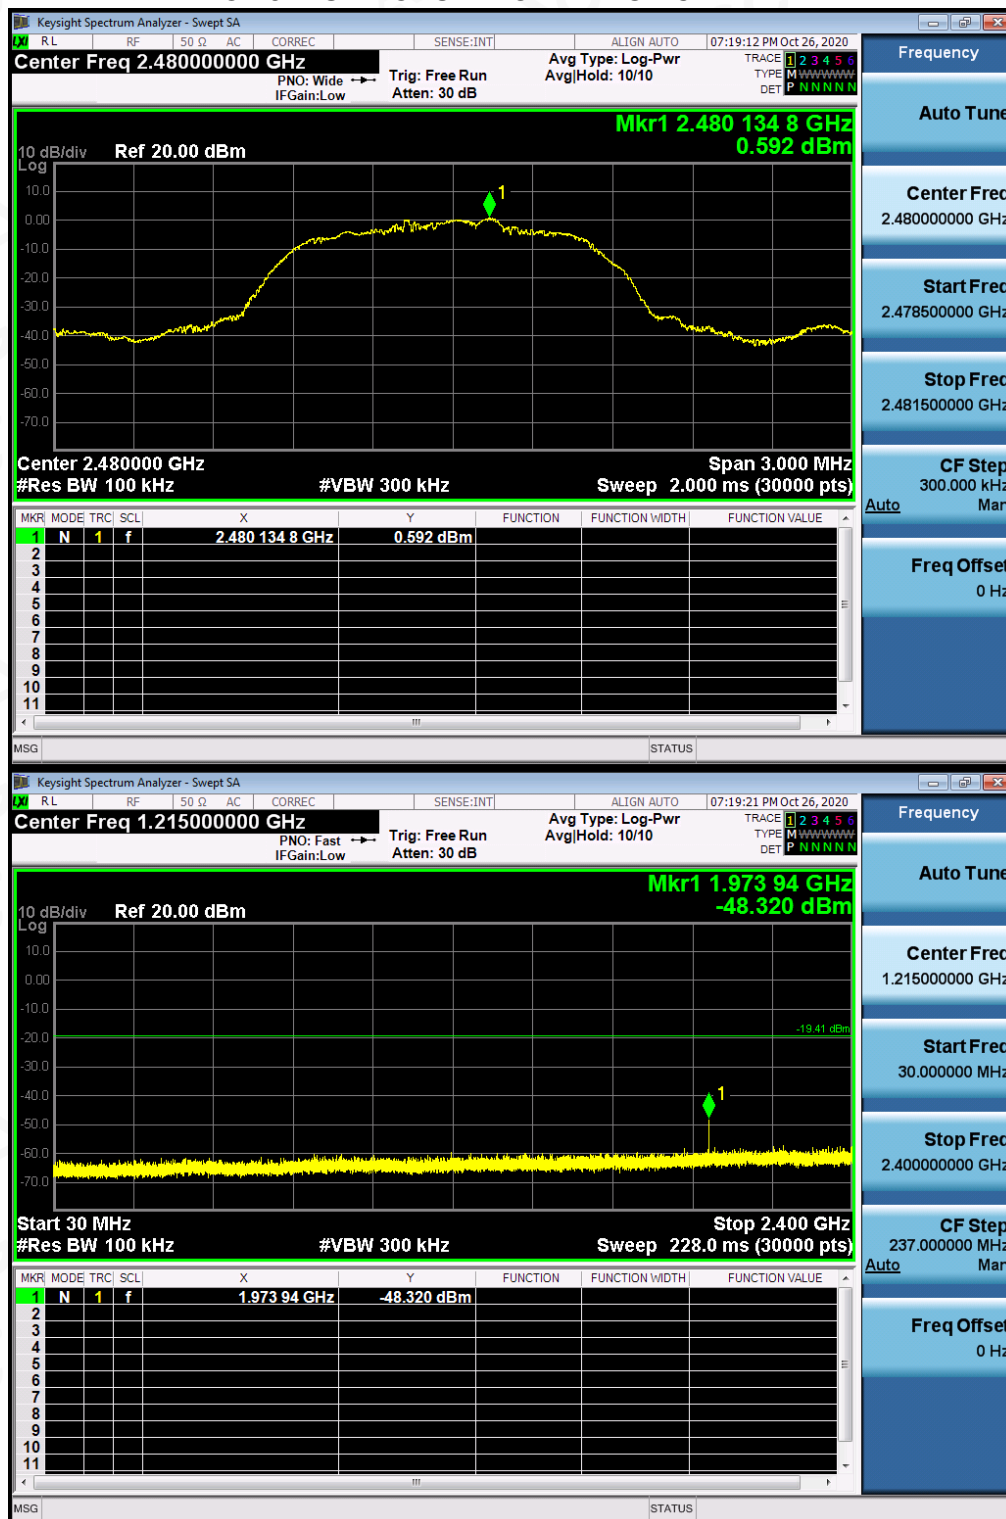 Keysight Spectrum Analyzer - Swept SA
LXI RL RF 50 Ω AC CORREC SENSE:INT ALIGN AUTO 07:19:12 PM Oct 26, 2020
Center Freq 2.480000000 GHz
PNO: Wide
IFGain:Low
Trig: Free Run
Atten: 30 dB
Avg Type: Log-Pwr
Avg|Hold: 10/10
TRACE 1 2 3 4 5 6
TYPE M WWWWW
DET P N N N N N
Mkr1 2.480 134 8 GHz
0.592 dBm
10 dB/div Ref 20.00 dBm
Log
10.0
0.00
-10.0
-20.0
-30.0
-40.0
-50.0
-60.0
-70.0
1
Center 2.480000 GHz Span 3.000 MHz
#Res BW 100 kHz #VBW 300 kHz Sweep 2.000 ms (30000 pts)
MKR MODE TRC SCL X Y FUNCTION FUNCTION WIDTH FUNCTION VALUE
1 N 1 f 2.480 134 8 GHz 0.592 dBm
2
3
4
5
6
7
8
9
10
11
MSG STATUS
Frequency
Auto Tune
Center Freq
2.480000000 GHz
Start Freq
2.478500000 GHz
Stop Freq
2.481500000 GHz
CF Step
300.000 kHz
Auto Man
Freq Offset
0 Hz
Keysight Spectrum Analyzer - Swept SA
LXI RL RF 50 Ω AC CORREC SENSE:INT ALIGN AUTO 07:19:21 PM Oct 26, 2020
Center Freq 1.215000000 GHz
PNO: Fast
IFGain:Low
Trig: Free Run
Atten: 30 dB
Avg Type: Log-Pwr
Avg|Hold: 10/10
TRACE 1 2 3 4 5 6
TYPE M WWWWW
DET P N N N N N
Mkr1 1.973 94 GHz
-48.320 dBm
10 dB/div Ref 20.00 dBm
Log
10.0
0.00
-10.0
-20.0
-30.0
-40.0
-50.0
-60.0
-70.0
-19.41 dBm
1
Start 30 MHz Stop 2.400 GHz
#Res BW 100 kHz #VBW 300 kHz Sweep 228.0 ms (30000 pts)
MKR MODE TRC SCL X Y FUNCTION FUNCTION WIDTH FUNCTION VALUE
1 N 1 f 1.973 94 GHz -48.320 dBm
2
3
4
5
6
7
8
9
10
11
MSG STATUS
Frequency
Auto Tune
Center Freq
1.215000000 GHz
Start Freq
30.000000 MHz
Stop Freq
2.400000000 GHz
CF Step
237.000000 MHz
Auto Man
Freq Offset
0 Hz